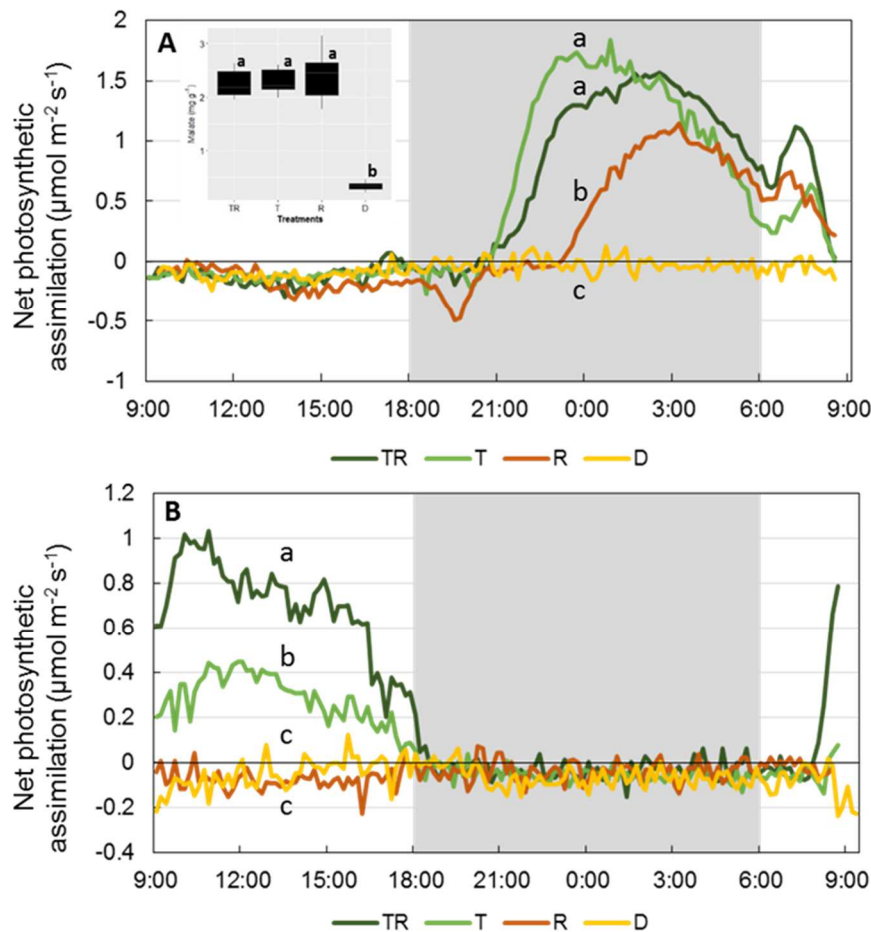 A
Net photosynthetic
assimilation (µmol m⁻² s⁻¹)
2
1.5
1
0.5
0
-0.5
-1
a
a
b
c
Malate (mg g⁻¹)
3
2
1
a
a
a
b
TR T R D
Treatments
9:00 12:00 15:00 18:00 21:00 0:00 3:00 6:00 9:00
TR T R D
B
Net photosynthetic
assimilation (µmol m⁻² s⁻¹)
1.2
1
0.8
0.6
0.4
0.2
0
-0.2
-0.4
a
b
c
c
9:00 12:00 15:00 18:00 21:00 0:00 3:00 6:00 9:00
TR T R D